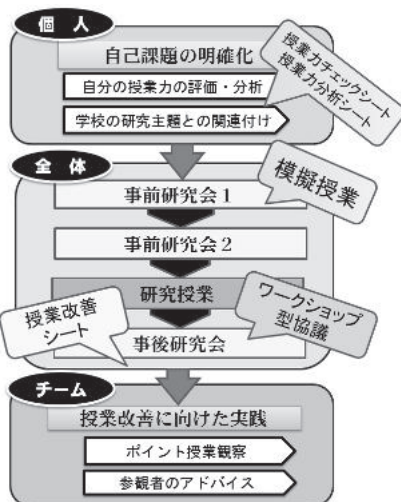 個人
自己課題の明確化
自分の授業力の評価・分析
学校の研究主題との関連付け
授業力チェックシート
授業力分析シート
全体
模擬授業
事前研究会1
事前研究会2
研究授業
ワークショップ
型協議
授業改善
シート
事後研究会
チーム
授業改善に向けた実践
ポイント授業観察
参観者のアドバイス